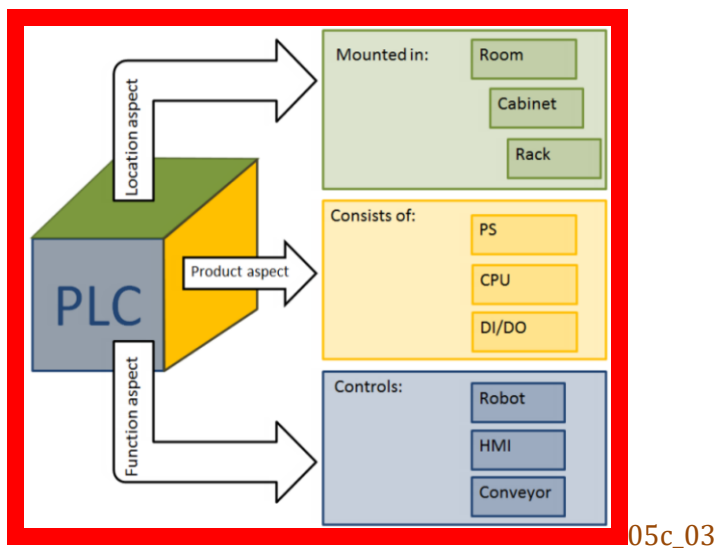 Location aspect
Mounted in:
Room
Cabinet
Rack
PLC
Product aspect
Consists of:
PS
CPU
DI/DO
Function aspect
Controls:
Robot
HMI
Conveyor
05c_03